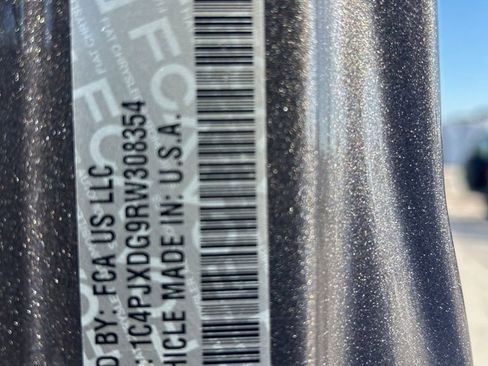 D BY: FCA US LLC
: 1C4PJXDG9RW308354
HICLE MADE IN: U.S.A.